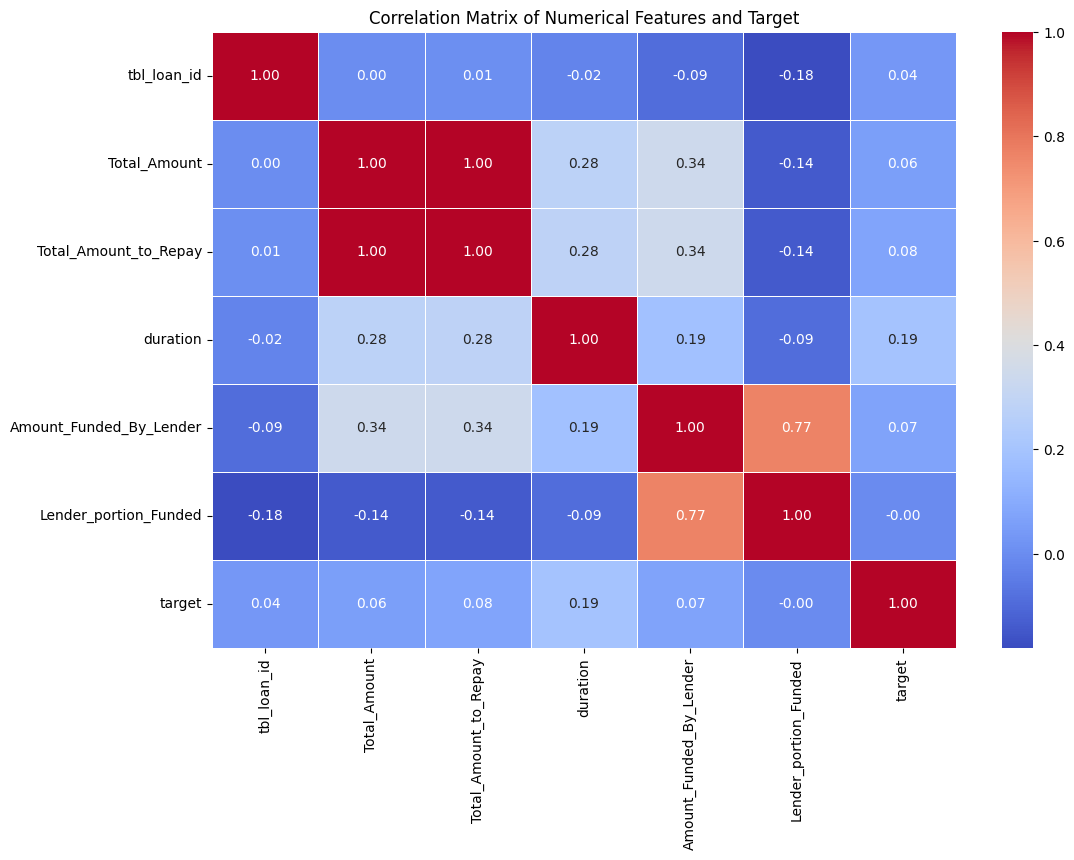 Correlation Matrix of Numerical Features and Target
tbl_loan_id 1.00 0.00 0.01 -0.02 -0.09 -0.18 0.04
Total_Amount 0.00 1.00 1.00 0.28 0.34 -0.14 0.06
Total_Amount_to_Repay 0.01 1.00 1.00 0.28 0.34 -0.14 0.08
duration -0.02 0.28 0.28 1.00 0.19 -0.09 0.19
Amount_Funded_By_Lender -0.09 0.34 0.34 0.19 1.00 0.77 0.07
Lender_portion_Funded -0.18 -0.14 -0.14 -0.09 0.77 1.00 -0.00
target 0.04 0.06 0.08 0.19 0.07 -0.00 1.00
tbl_loan_id
Total_Amount
Total_Amount_to_Repay
duration
Amount_Funded_By_Lender
Lender_portion_Funded
target
1.0
0.8
0.6
0.4
0.2
0.0